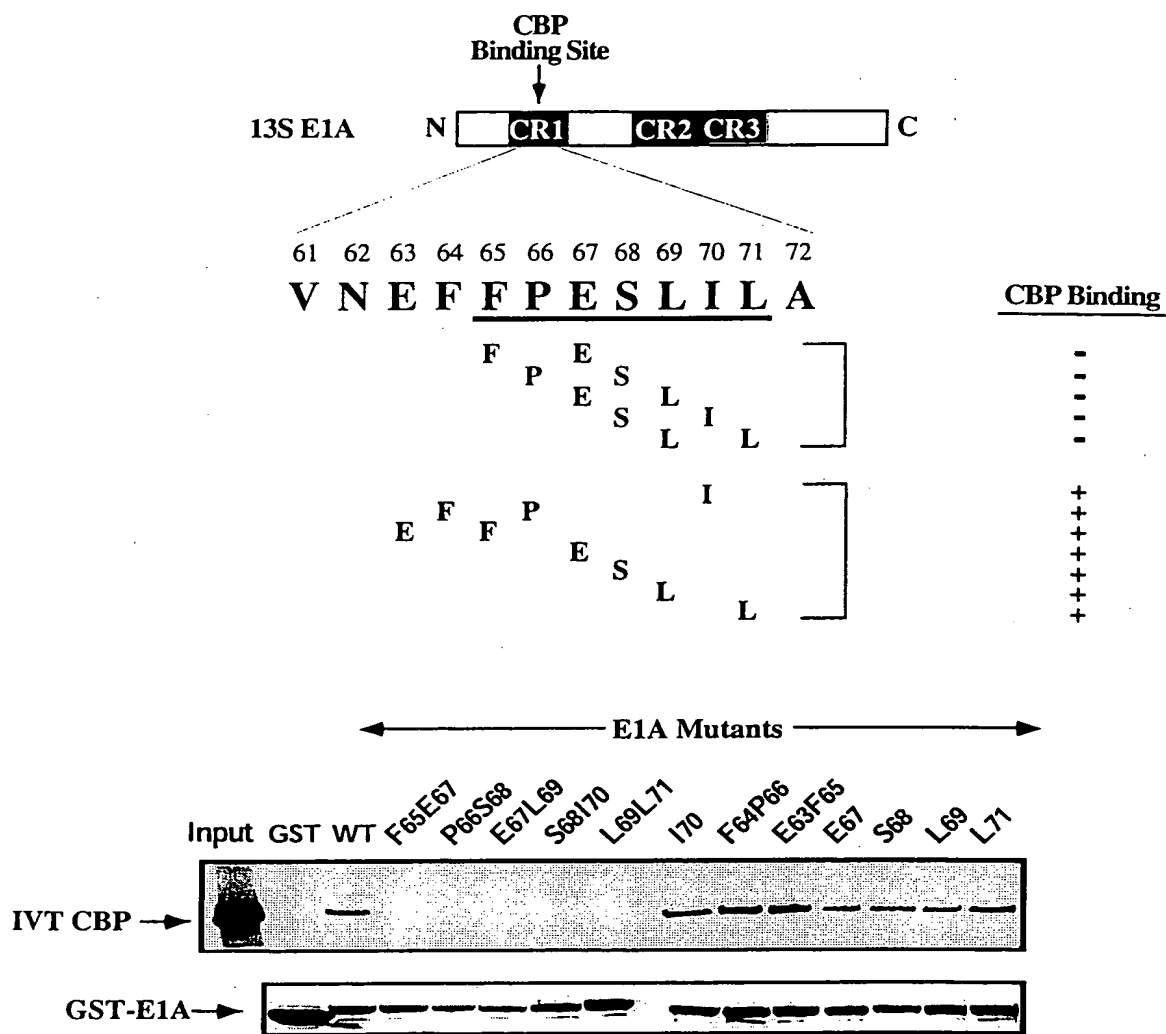 CBP
Binding Site
13S E1A N CR1 CR2 CR3 C
61 62 63 64 65 66 67 68 69 70 71 72
V N E F F P E S L I L A
CBP Binding
F E -
P S -
E L -
S I -
L L -
I +
F P +
E F +
E +
S +
L +
L +
E1A Mutants
Input GST WT F65E67 P66S68 E67L69 S68I70 L69L71 I70 F64P66 E63F65 E67 S68 L69 L71
IVT CBP
GST-E1A